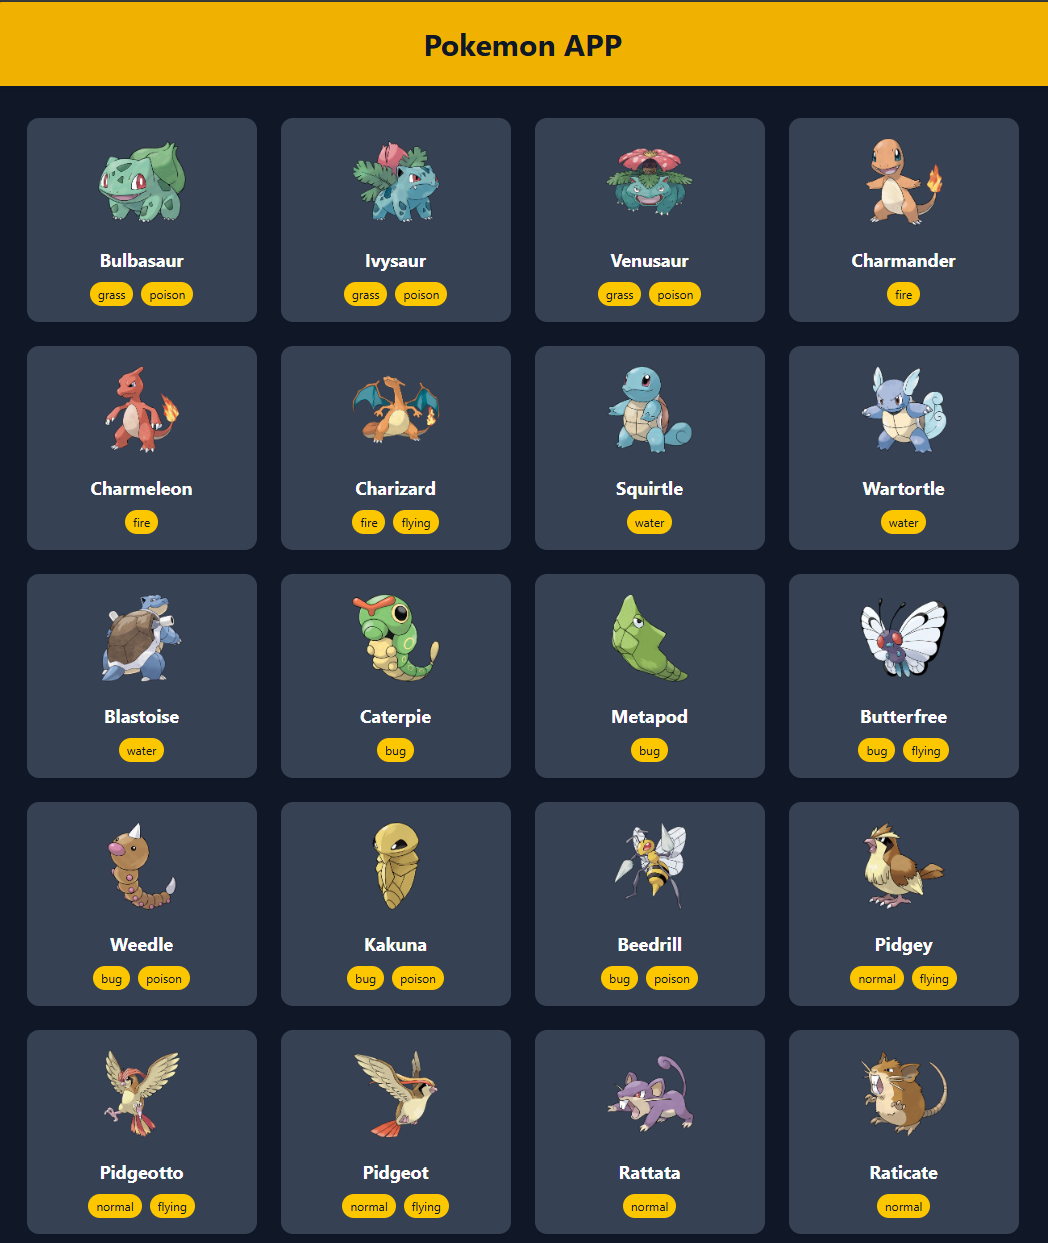 Pokemon APP
Bulbasaur
grass poison
Ivysaur
grass poison
Venusaur
grass poison
Charmander
fire
Charmeleon
fire
Charizard
fire flying
Squirtle
water
Wartortle
water
Blastoise
water
Caterpie
bug
Metapod
bug
Butterfree
bug flying
Weedle
bug poison
Kakuna
bug poison
Beedrill
bug poison
Pidgey
normal flying
Pidgeotto
normal flying
Pidgeot
normal flying
Rattata
normal
Raticate
normal